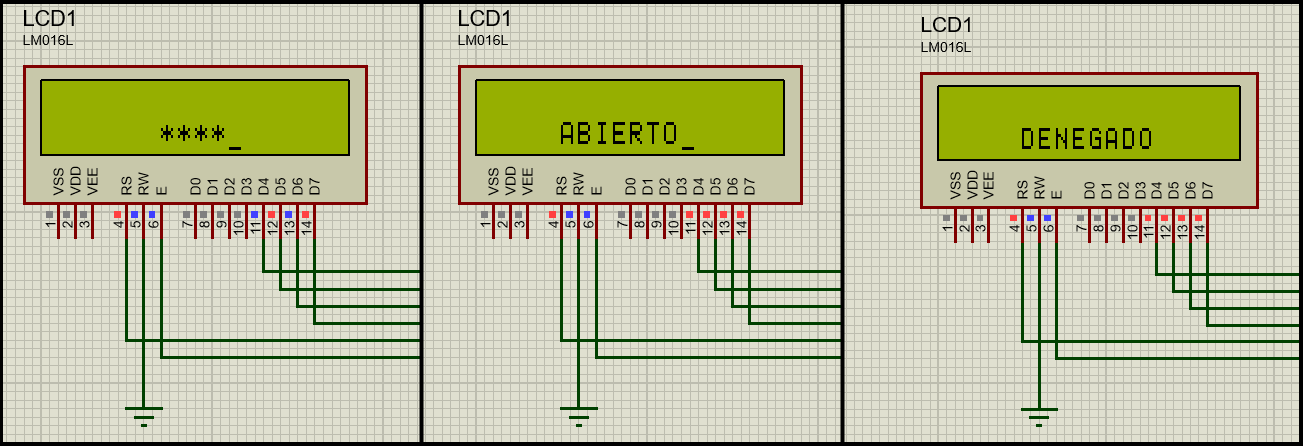 LCD1
LM016L
****_
VSS VDD VEE RS RW E D0 D1 D2 D3 D4 D5 D6 D7
1 2 3 4 5 6 7 8 9 10 11 12 13 14
LCD1
LM016L
ABIERTO_
VSS VDD VEE RS RW E D0 D1 D2 D3 D4 D5 D6 D7
1 2 3 4 5 6 7 8 9 10 11 12 13 14
LCD1
LM016L
DENEGADO
VSS VDD VEE RS RW E D0 D1 D2 D3 D4 D5 D6 D7
1 2 3 4 5 6 7 8 9 10 11 12 13 14